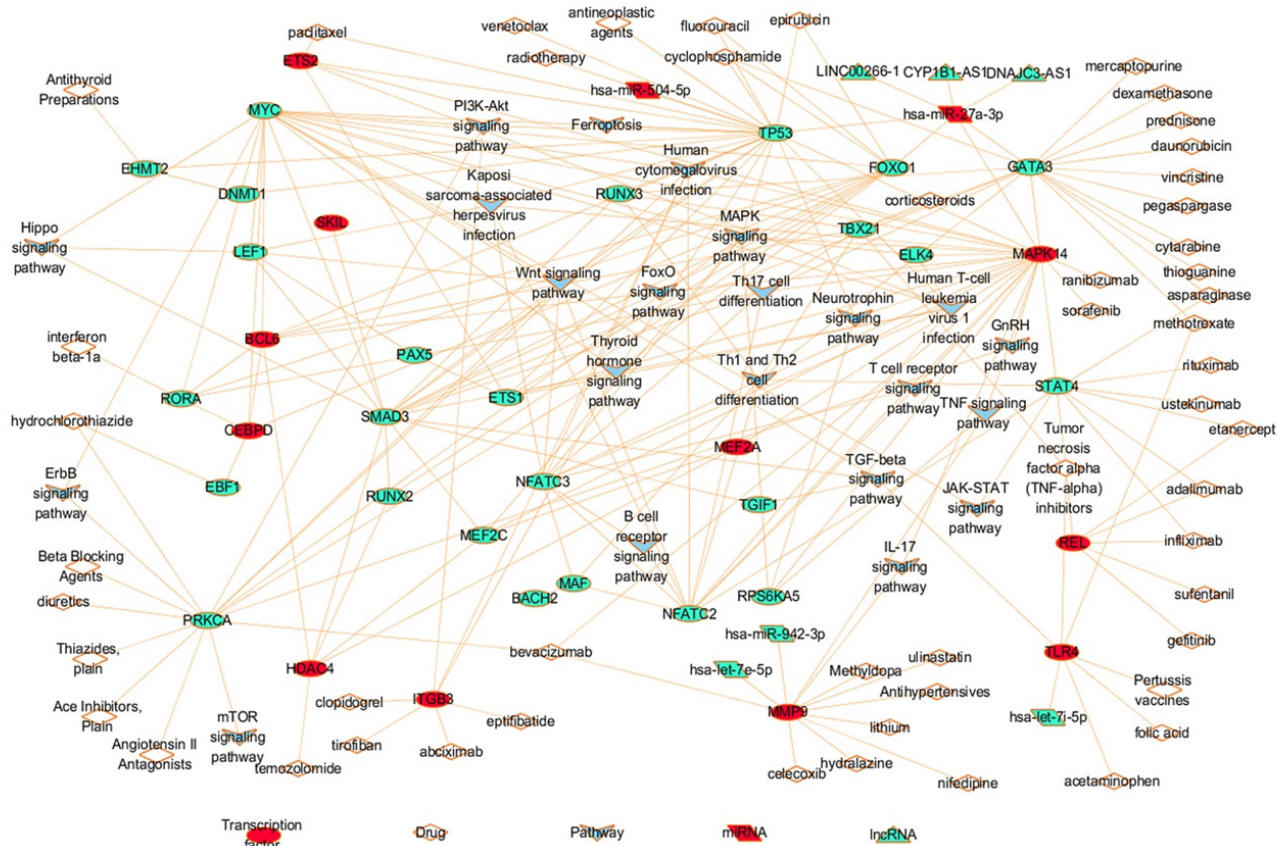 paclitaxel
venetoclax
antineoplastic
agents
fluorouracil
epirubicin
ETS2
radiotherapy
cyclophosphamide
Antithyroid
Preparations
hsa-miR-504-5p
LINC00266-1
CYP1B1-AS1
DNAJC3-AS1
mercaptopurine
dexamethasone
MYC
PI3K-Akt
signaling
pathway
Ferroptosis
TP53
hsa-miR-27a-3p
prednisone
daunorubicin
EHMT2
Human
cytomegalovirus
infection
FOXO1
GATA3
vincristine
DNMT1
Kaposi
sarcoma-associated
herpesvirus
infection
RUNX3
corticosteroids
pegaspargase
SKIL
MAPK
signaling
pathway
TBX21
Hippo
signaling
pathway
LEF1
ELK4
MAPK14
cytarabine
thioguanine
asparaginase
methotrexate
Wnt signaling
pathway
FoxO
signaling
pathway
Th17 cell
differentiation
Neurotrophin
signaling
pathway
Human T-cell
leukemia
virus 1
infection
ranibizumab
sorafenib
GnRH
signaling
pathway
interferon
beta-1a
BCL6
PAX5
Thyroid
hormone
signaling
pathway
Th1 and Th2
cell
differentiation
T cell receptor
signaling
pathway
TNF signaling
pathway
STAT4
rituximab
ustekinumab
etanercept
RORA
ETS1
SMAD3
hydrochlorothiazide
CEBPD
MEF2A
Tumor
necrosis
factor alpha
(TNF-alpha)
inhibitors
ErbB
signaling
pathway
EBF1
RUNX2
NFATC3
TGF-beta
signaling
pathway
JAK-STAT
signaling
pathway
adalimumab
TGIF1
MEF2C
B cell
receptor
signaling
pathway
IL-17
signaling
pathway
REL
infliximab
Beta Blocking
Agents
diuretics
MAF
BACH2
RPS6KA5
NFATC2
sufentanil
PRKCA
hsa-miR-942-3p
gefitinib
Thiazides,
plain
HDAC4
bevacizumab
hsa-let-7e-5p
Methyldopa
ulinastatin
TLR4
Antihypertensives
Pertussis
vaccines
Ace Inhibitors,
Plain
clopidogrel
ITGB3
eptifibatide
MMP9
lithium
hsa-let-7i-5p
folic acid
Angiotensin II
Antagonists
mTOR
signaling
pathway
tirofiban
abciximab
temozolomide
celecoxib
hydralazine
nifedipine
acetaminophen
Transcription
factor
Drug
Pathway
miRNA
lncRNA